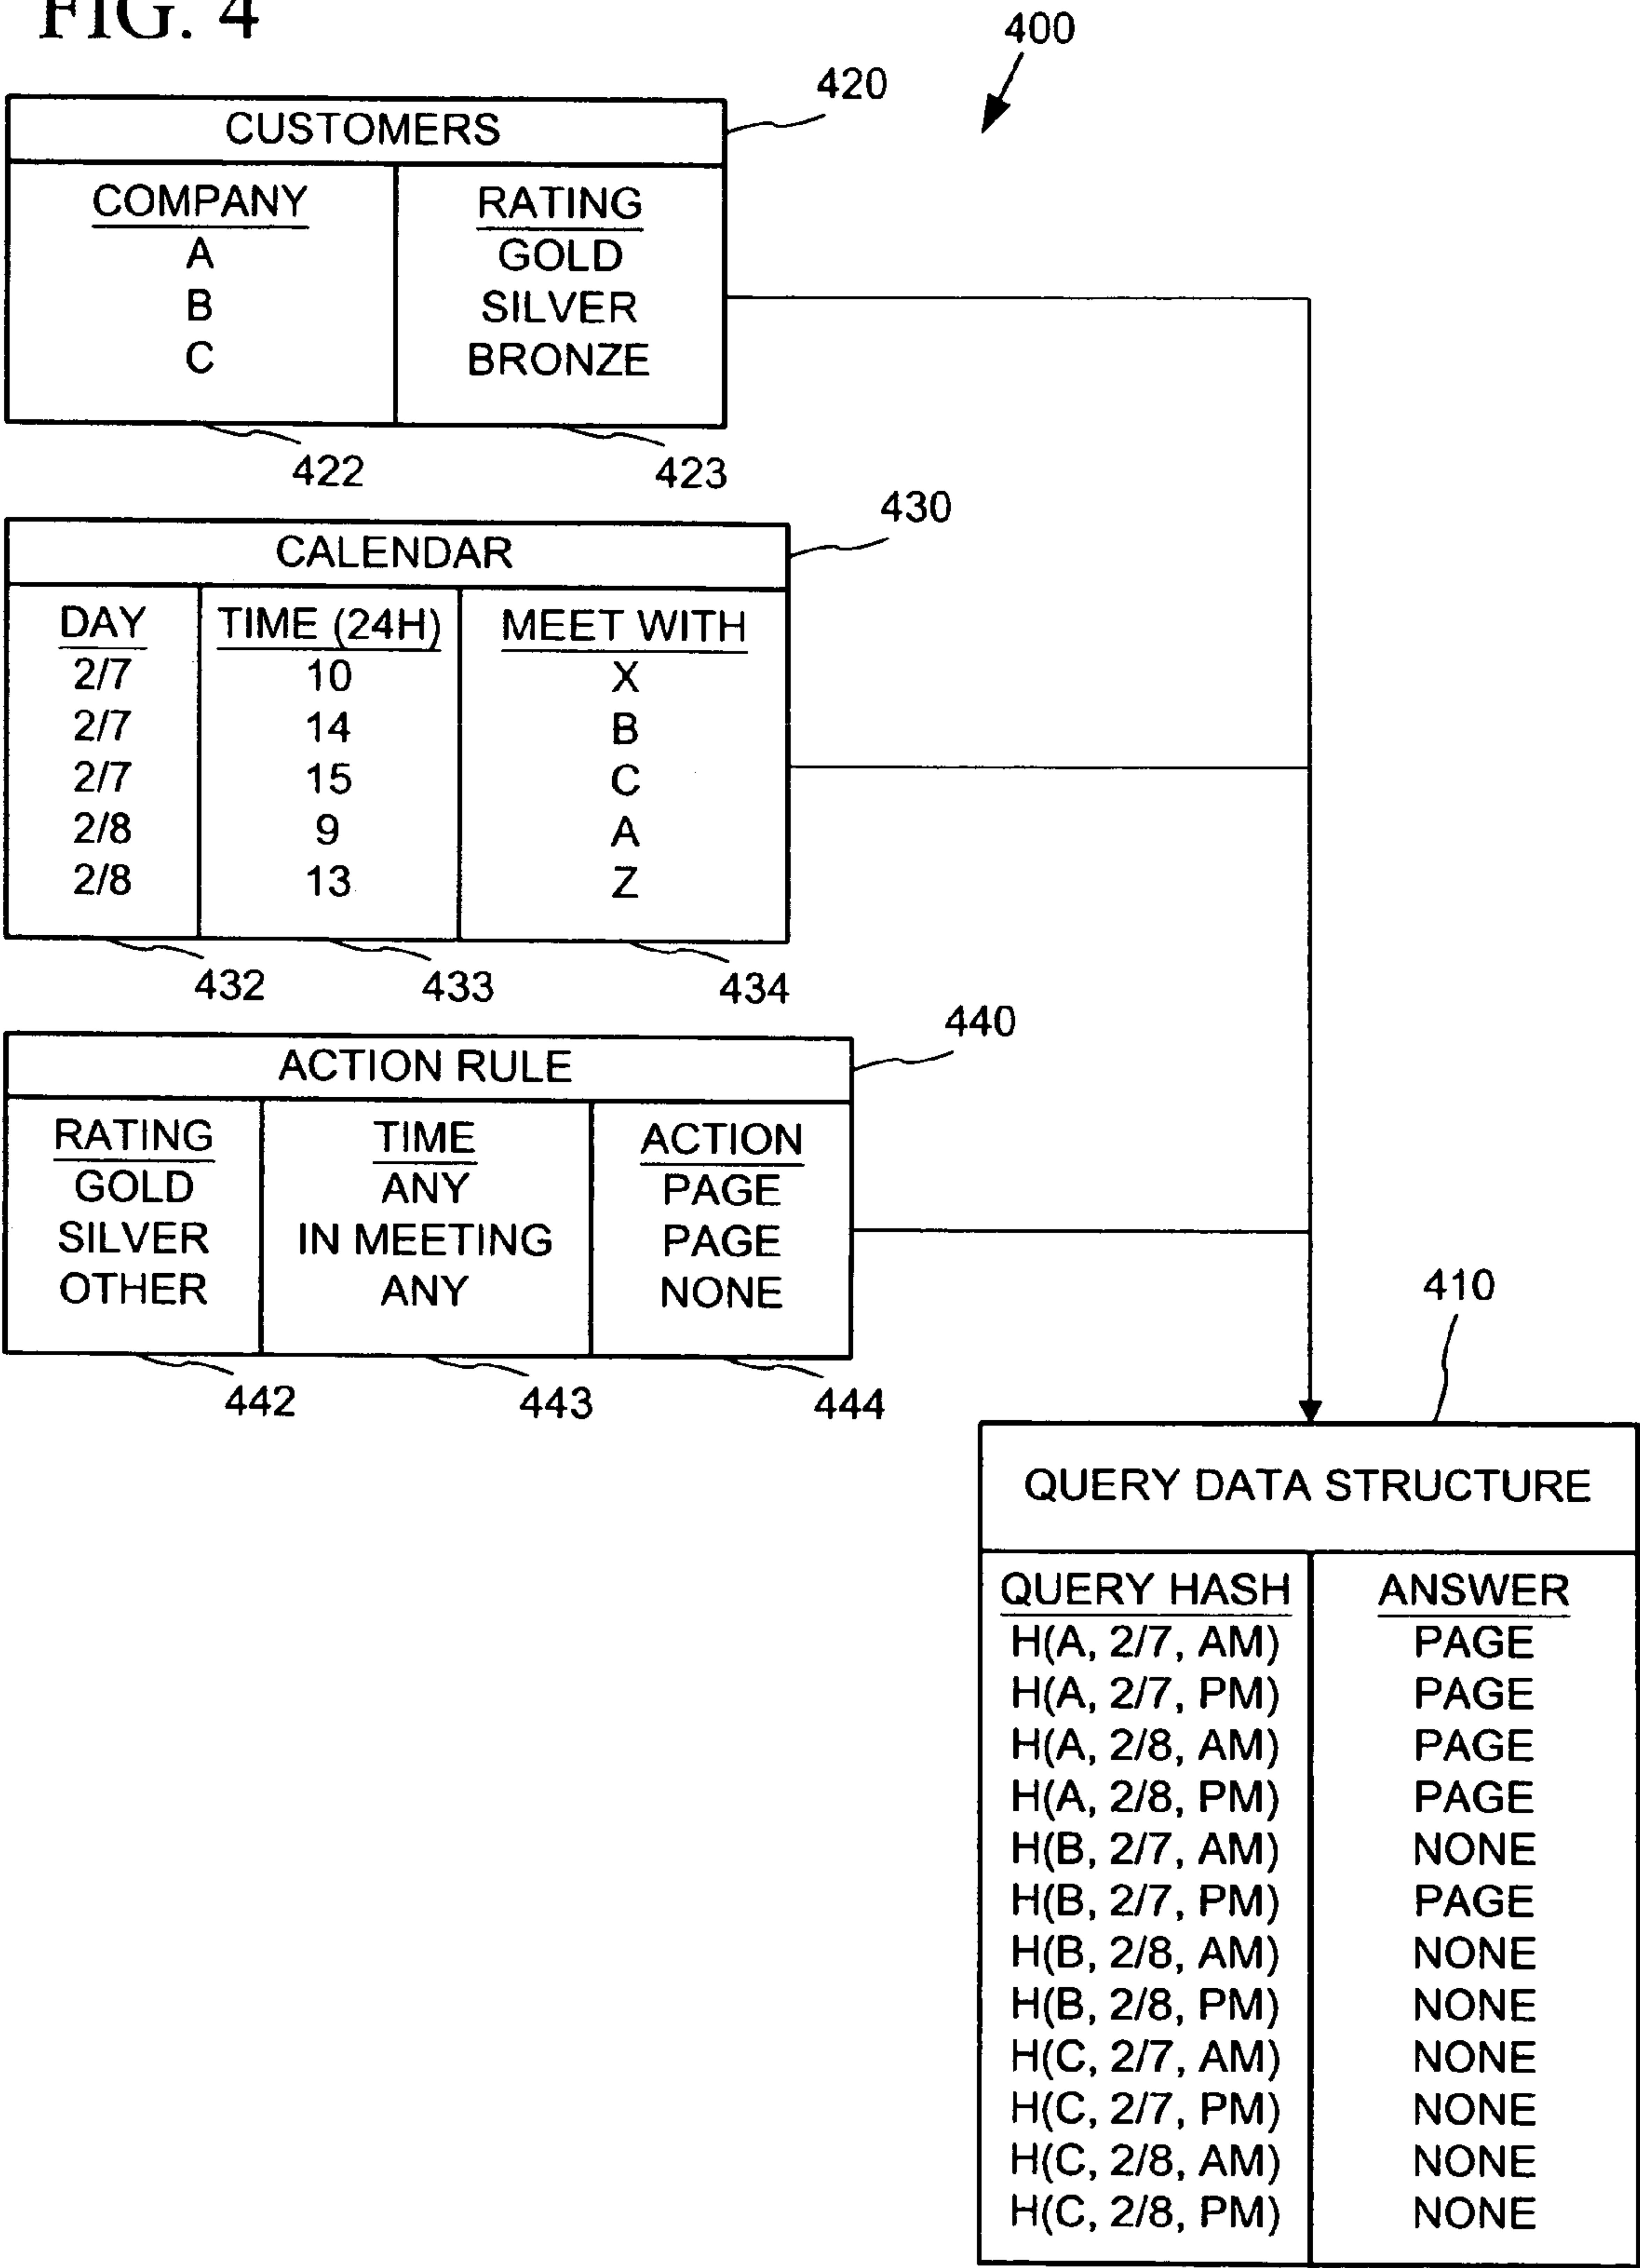 FIG. 4
400
420
CUSTOMERS
COMPANY RATING
A GOLD
B SILVER
C BRONZE
422 423
430
CALENDAR
DAY TIME (24H) MEET WITH
2/7 10 X
2/7 14 B
2/7 15 C
2/8 9 A
2/8 13 Z
432 433 434
440
ACTION RULE
RATING TIME ACTION
GOLD ANY PAGE
SILVER IN MEETING PAGE
OTHER ANY NONE
442 443 444
410
QUERY DATA STRUCTURE
QUERY HASH ANSWER
H(A, 2/7, AM) PAGE
H(A, 2/7, PM) PAGE
H(A, 2/8, AM) PAGE
H(A, 2/8, PM) PAGE
H(B, 2/7, AM) NONE
H(B, 2/7, PM) PAGE
H(B, 2/8, AM) NONE
H(B, 2/8, PM) NONE
H(C, 2/7, AM) NONE
H(C, 2/7, PM) NONE
H(C, 2/8, AM) NONE
H(C, 2/8, PM) NONE